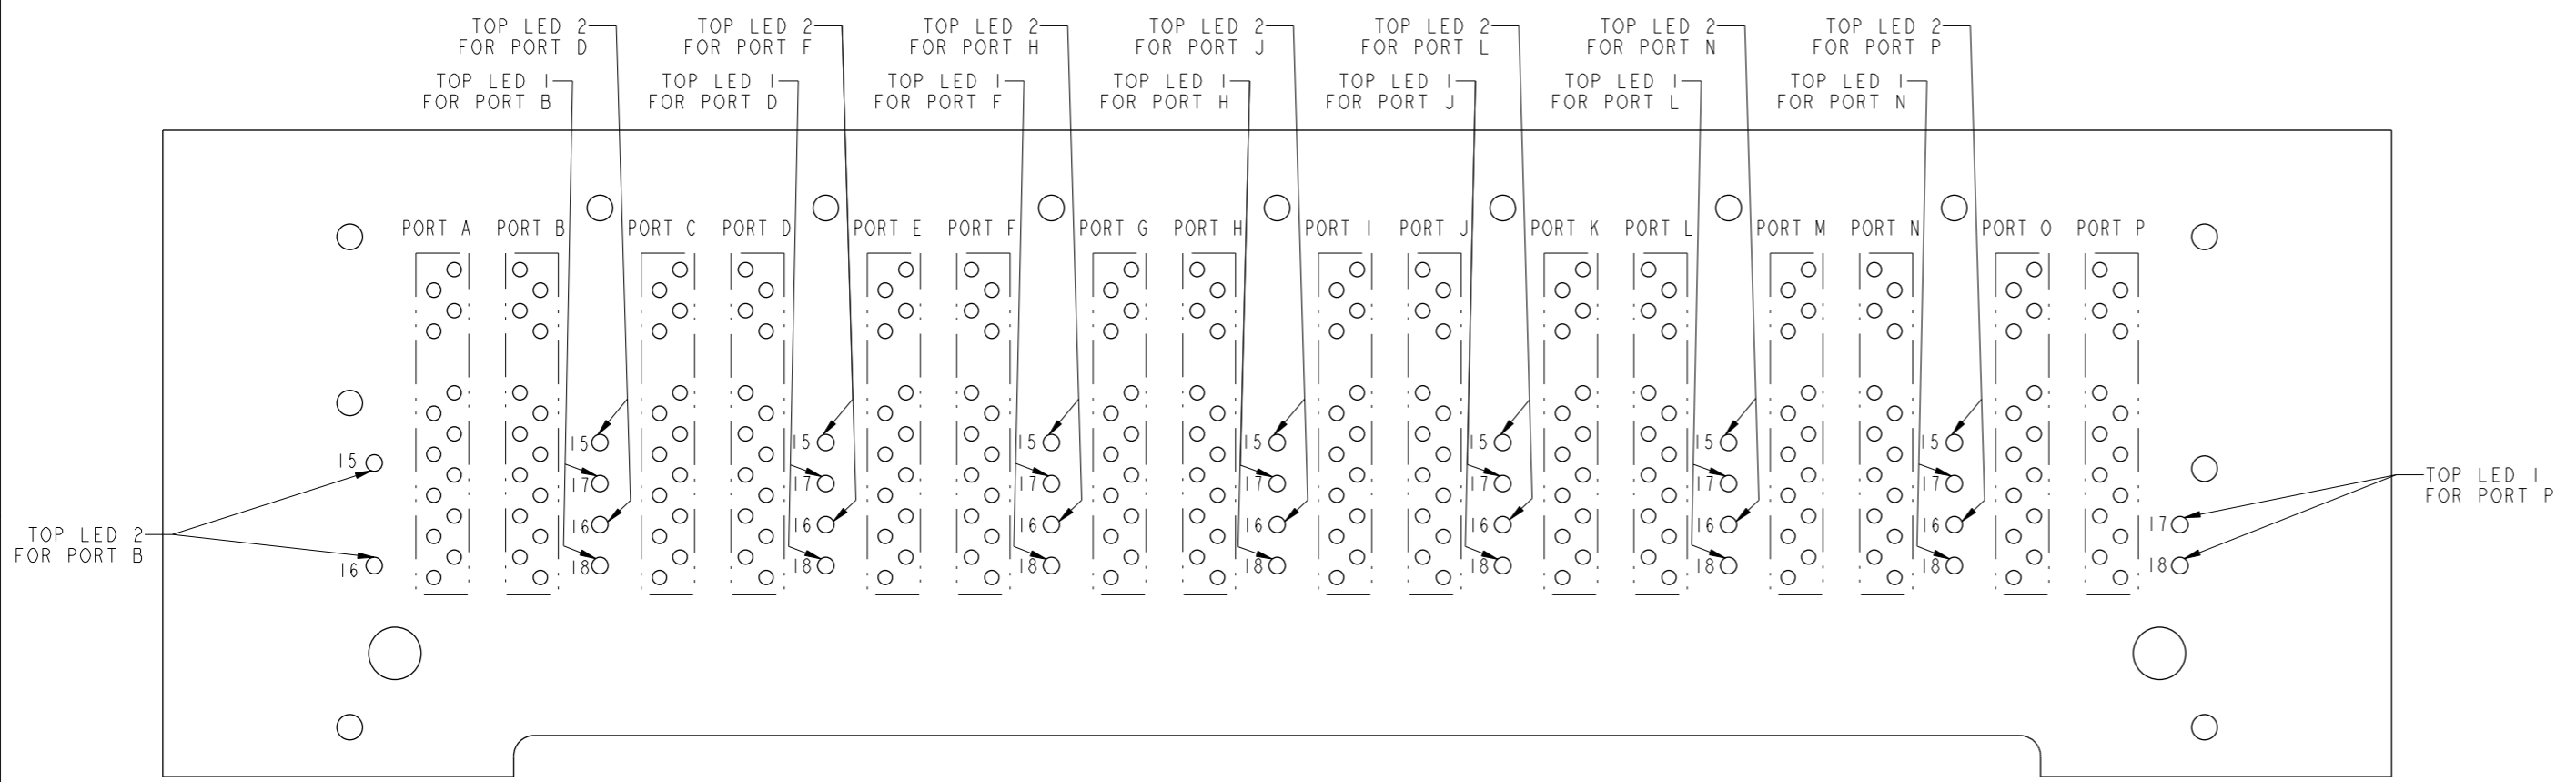 TOP LED 2
FOR PORT D
TOP LED 2
FOR PORT F
TOP LED 2
FOR PORT H
TOP LED 2
FOR PORT J
TOP LED 2
FOR PORT L
TOP LED 2
FOR PORT N
TOP LED 2
FOR PORT P
TOP LED 1
FOR PORT B
TOP LED 1
FOR PORT D
TOP LED 1
FOR PORT F
TOP LED 1
FOR PORT H
TOP LED 1
FOR PORT J
TOP LED 1
FOR PORT L
TOP LED 1
FOR PORT N
PORT A PORT B PORT C PORT D PORT E PORT F PORT G PORT H PORT I PORT J PORT K PORT L PORT M PORT N PORT O PORT P
15 15 15 15 15 15 15
15
17 17 17 17 17 17 17
TOP LED 1
FOR PORT P
16 16 16 16 16 16 16 17
TOP LED 2
FOR PORT B
16 18 18 18 18 18 18 18 18